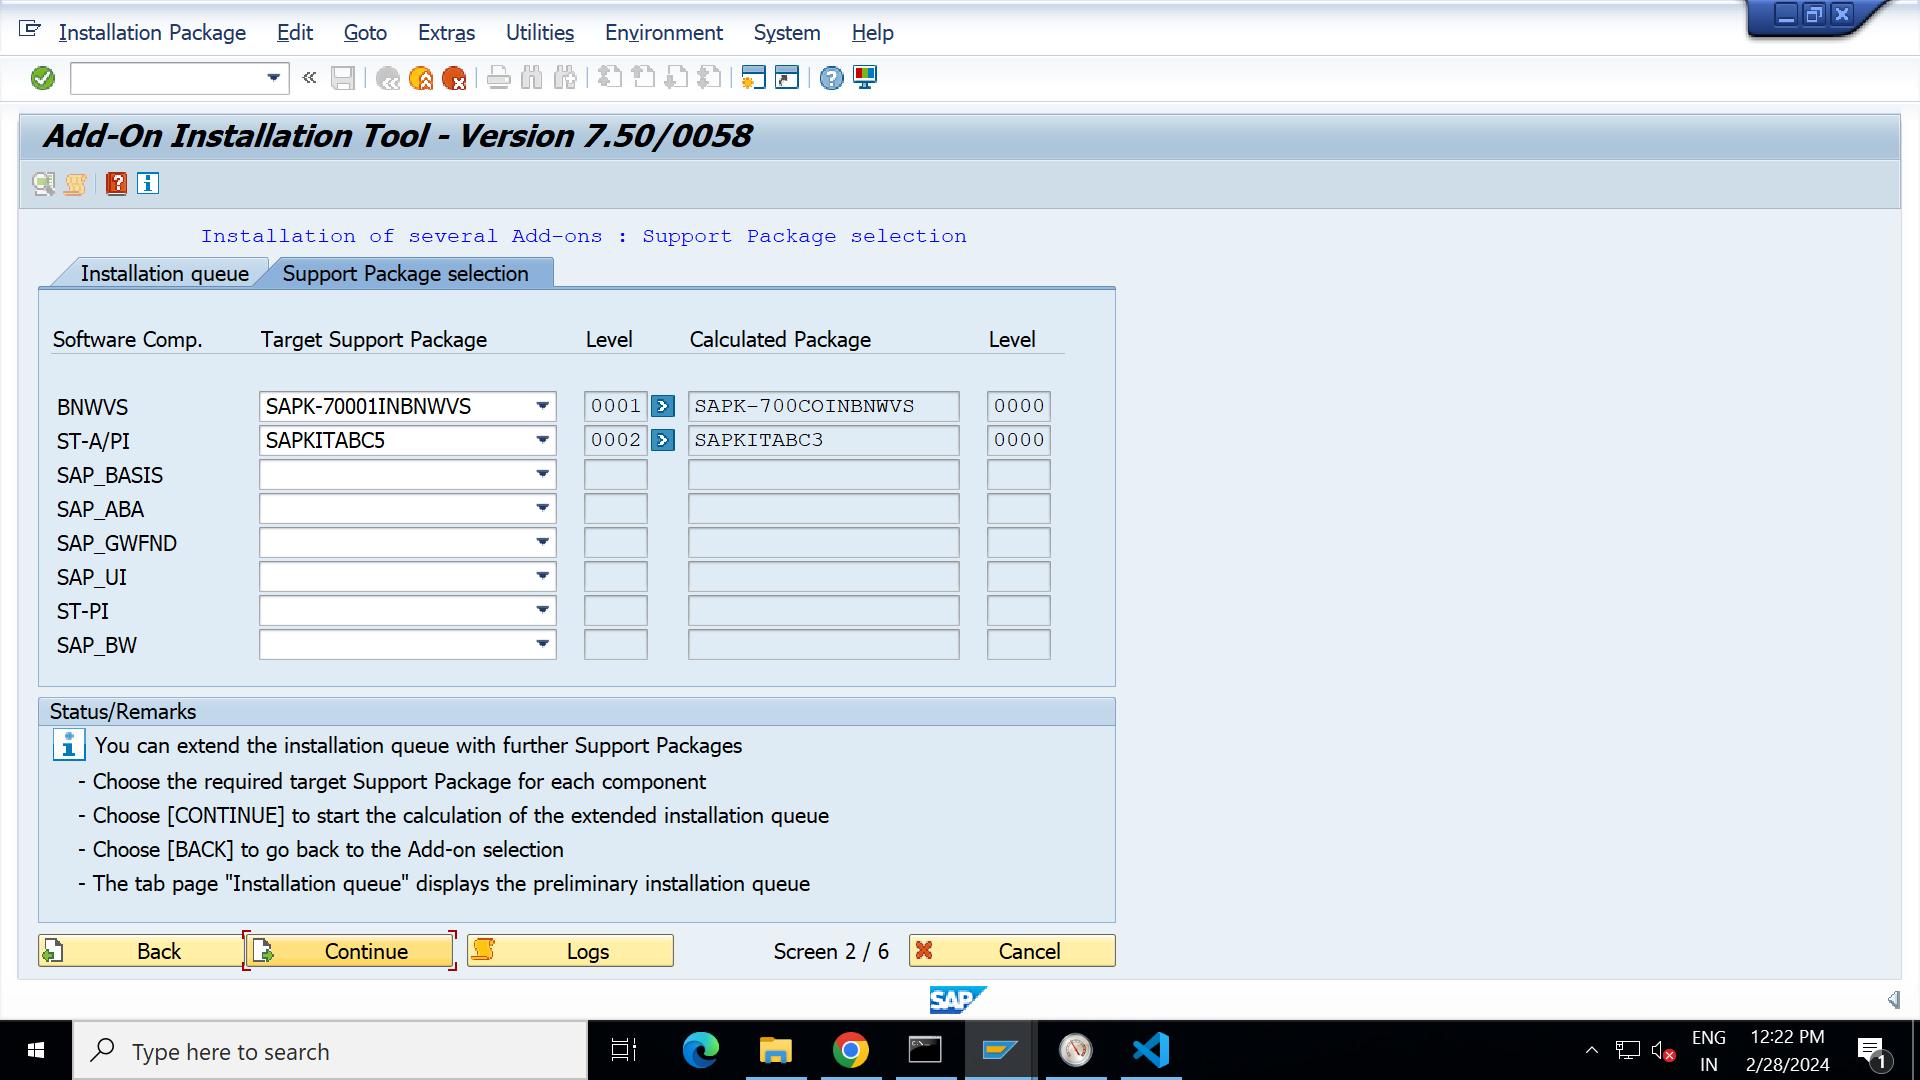 Installation Package Edit Goto Extras Utilities Environment System Help
Add-On Installation Tool - Version 7.50/0058
Installation of several Add-ons : Support Package selection
Installation queue Support Package selection
Software Comp. Target Support Package Level Calculated Package Level
BNWVS SAPK-70001INBNWVS 0001 SAPK-700COINBNWVS 0000
ST-A/PI SAPKITABC5 0002 SAPKITABC3 0000
SAP_BASIS
SAP_ABA
SAP_GWFND
SAP_UI
ST-PI
SAP_BW
Status/Remarks
You can extend the installation queue with further Support Packages
- Choose the required target Support Package for each component
- Choose [CONTINUE] to start the calculation of the extended installation queue
- Choose [BACK] to go back to the Add-on selection
- The tab page "Installation queue" displays the preliminary installation queue
Back Continue Logs Screen 2 / 6 Cancel
SAP
Type here to search
ENG 12:22 PM
IN 2/28/2024 1